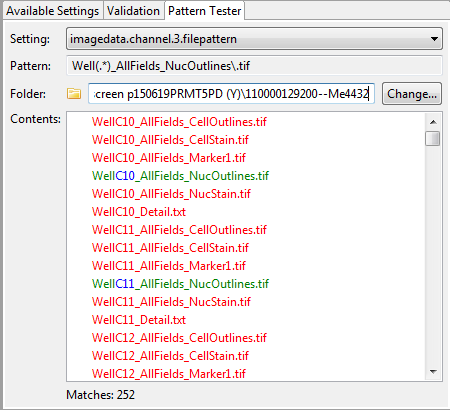 Available Settings Validation Pattern Tester
Setting: imagedata.channel.3.filepattern
Pattern: Well(.*)_AllFields_NucOutlines\.tif
Folder: creen p150619PRMT5PD (Y)\110000129200--Me4432 Change...
Contents: WellC10_AllFields_CellOutlines.tif
WellC10_AllFields_CellStain.tif
WellC10_AllFields_Marker1.tif
WellC10_AllFields_NucOutlines.tif
WellC10_AllFields_NucStain.tif
WellC10_Detail.txt
WellC11_AllFields_CellOutlines.tif
WellC11_AllFields_CellStain.tif
WellC11_AllFields_Marker1.tif
WellC11_AllFields_NucOutlines.tif
WellC11_AllFields_NucStain.tif
WellC11_Detail.txt
WellC12_AllFields_CellOutlines.tif
WellC12_AllFields_CellStain.tif
WellC12_AllFields_Marker1.tif
Matches: 252